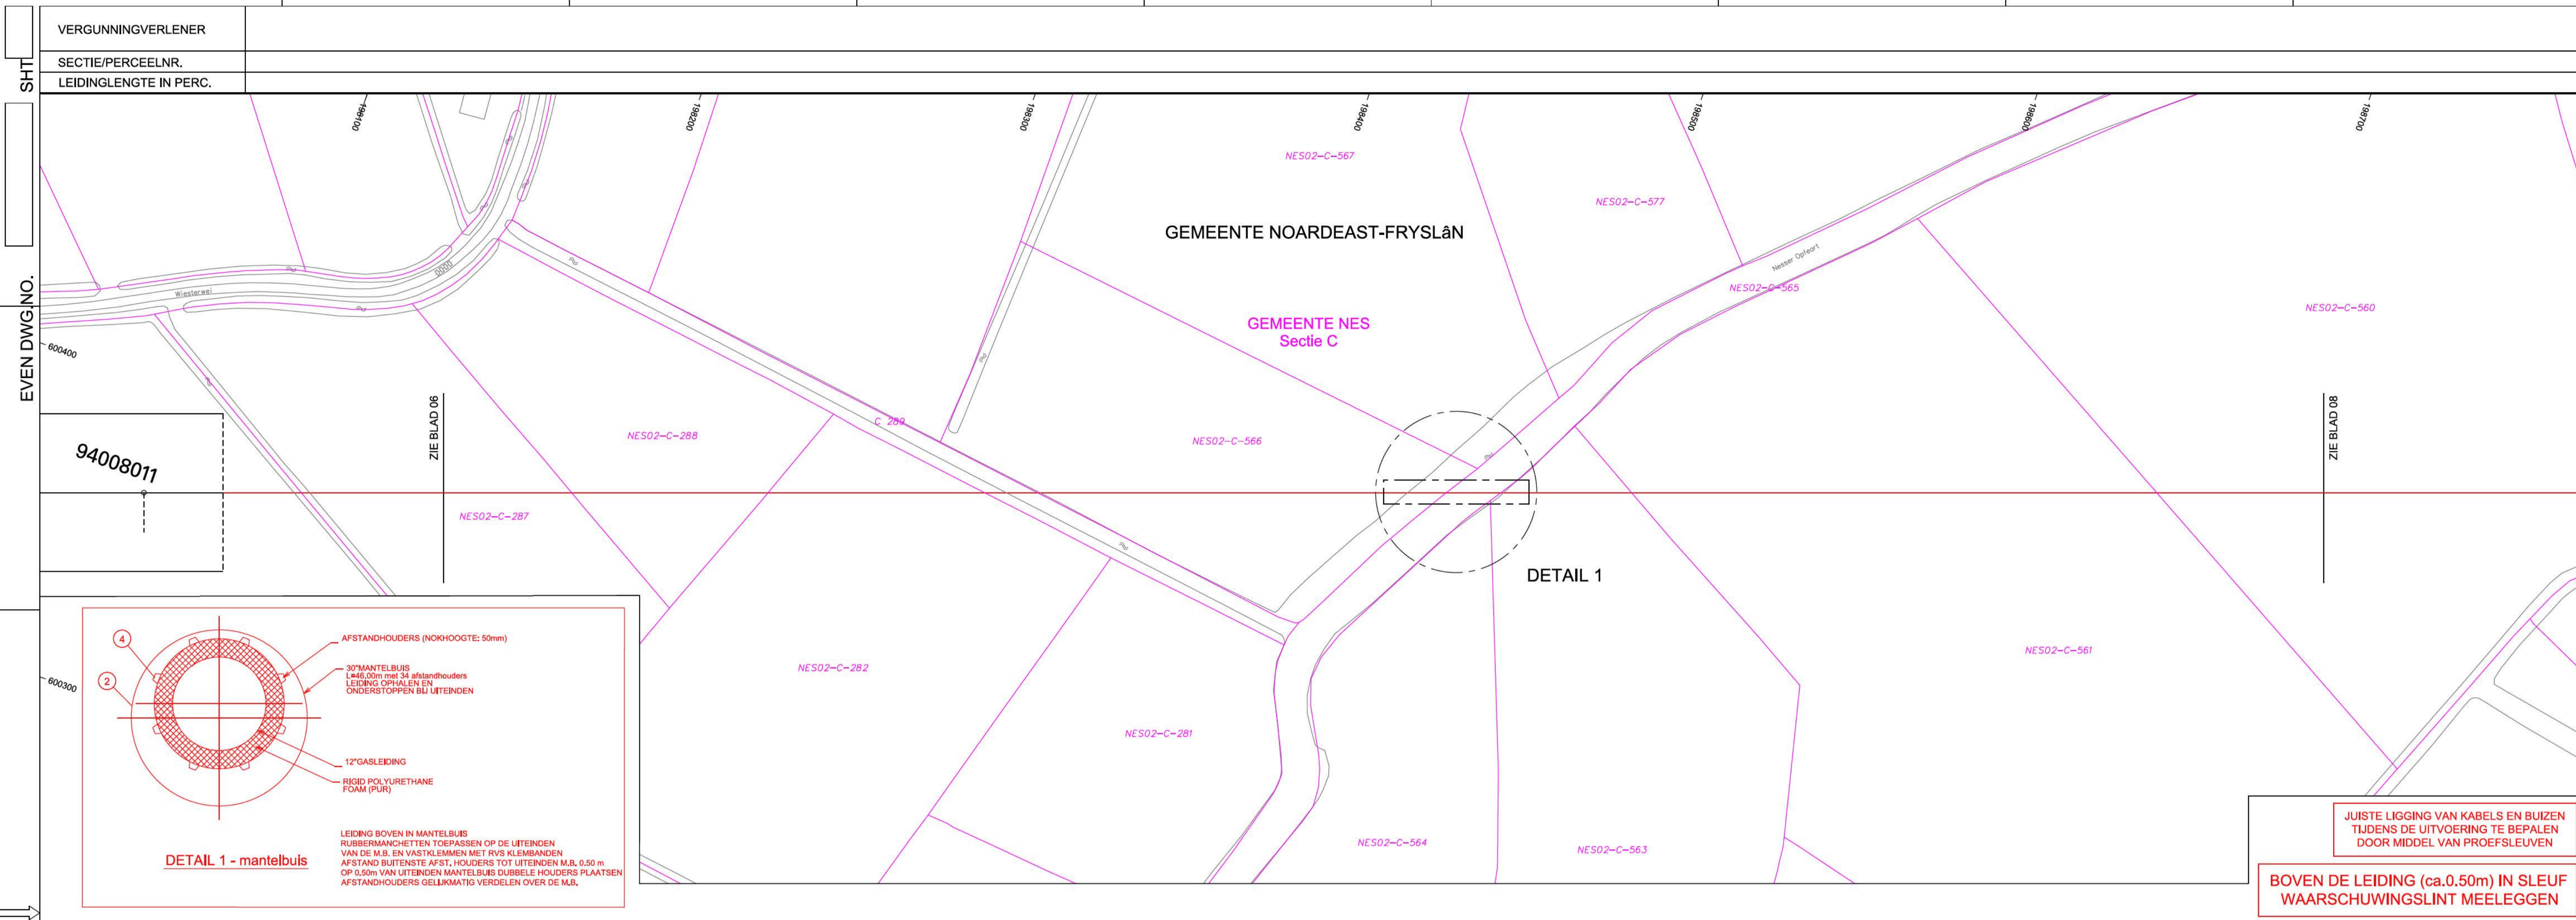 VERGUNNINGVERLENER
SECTIE/PERCEELNR.
LEIDINGLENGTE IN PERC.
SHT
EVEN DWG.NO.
198100
198200
198300
198400
198500
198600
198700
NES02-C-567
NES02-C-577
GEMEENTE NOARDEAST-FRYSLâN
Nesser Opfeart
Wiesterwei
NES02-C-565
NES02-C-560
GEMEENTE NES
Sectie C
600400
ZIE BLAD 06
ZIE BLAD 08
C 289
NES02-C-288
NES02-C-566
94008011
NES02-C-287
DETAIL 1
NES02-C-561
NES02-C-282
600300
NES02-C-281
NES02-C-564
NES02-C-563
4
2
AFSTANDHOUDERS (NOKHOOGTE: 50mm)
30"MANTELBUIS
L=46,00m met 34 afstandhouders
LEIDING OPHALEN EN
ONDERSTOPPEN BIJ UITEINDEN
12"GASLEIDING
RIGID POLYURETHANE
FOAM (PUR)
DETAIL 1 - mantelbuis
LEIDING BOVEN IN MANTELBUIS
RUBBERMANCHETTEN TOEPASSEN OP DE UITEINDEN
VAN DE M.B. EN VASTKLEMMEN MET RVS KLEMBANDEN
AFSTAND BUITENSTE AFST. HOUDERS TOT UITEINDEN M.B. 0,50 m
OP 0,50m VAN UITEINDEN MANTELBUIS DUBBELE HOUDERS PLAATSEN
AFSTANDHOUDERS GELIJKMATIG VERDELEN OVER DE M.B.
JUISTE LIGGING VAN KABELS EN BUIZEN
TIJDENS DE UITVOERING TE BEPALEN
DOOR MIDDEL VAN PROEFSLEUVEN
BOVEN DE LEIDING (ca.0.50m) IN SLEUF
WAARSCHUWINGSLINT MEELEGGEN